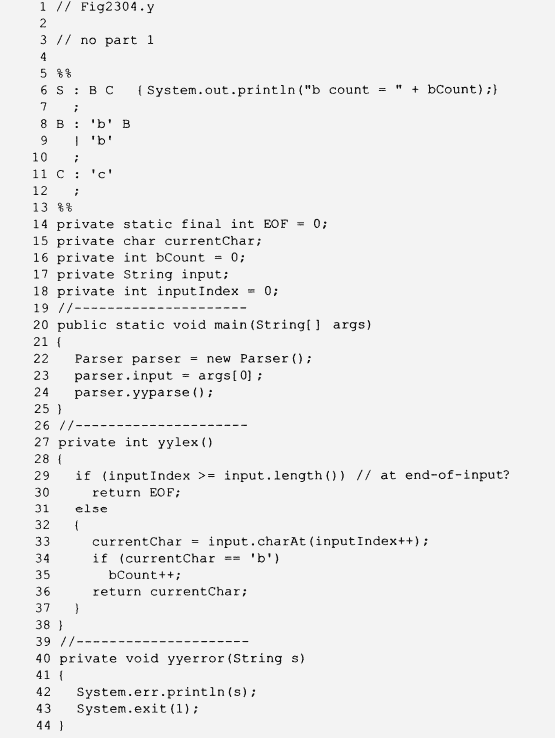 1 // Fig2304.y
2
3 // no part 1
4
5 %%
6 S : B C   {System.out.println("b count = " + bCount);}
7   ;
8 B : 'b' B
9   | 'b'
10   ;
11 C : 'c'
12   ;
13 %%
14 private static final int EOF = 0;
15 private char currentChar;
16 private int bCount = 0;
17 private String input;
18 private int inputIndex = 0;
19 //---------------------
20 public static void main(String[] args)
21 {
22   Parser parser = new Parser();
23   parser.input = args[0];
24   parser.yyparse();
25 }
26 //---------------------
27 private int yylex()
28 {
29   if (inputIndex >= input.length()) // at end-of-input?
30     return EOF;
31   else
32   {
33     currentChar = input.charAt(inputIndex++);
34     if (currentChar == 'b')
35       bCount++;
36     return currentChar;
37   }
38 }
39 //---------------------
40 private void yyerror(String s)
41 {
42   System.err.println(s);
43   System.exit(1);
44 }